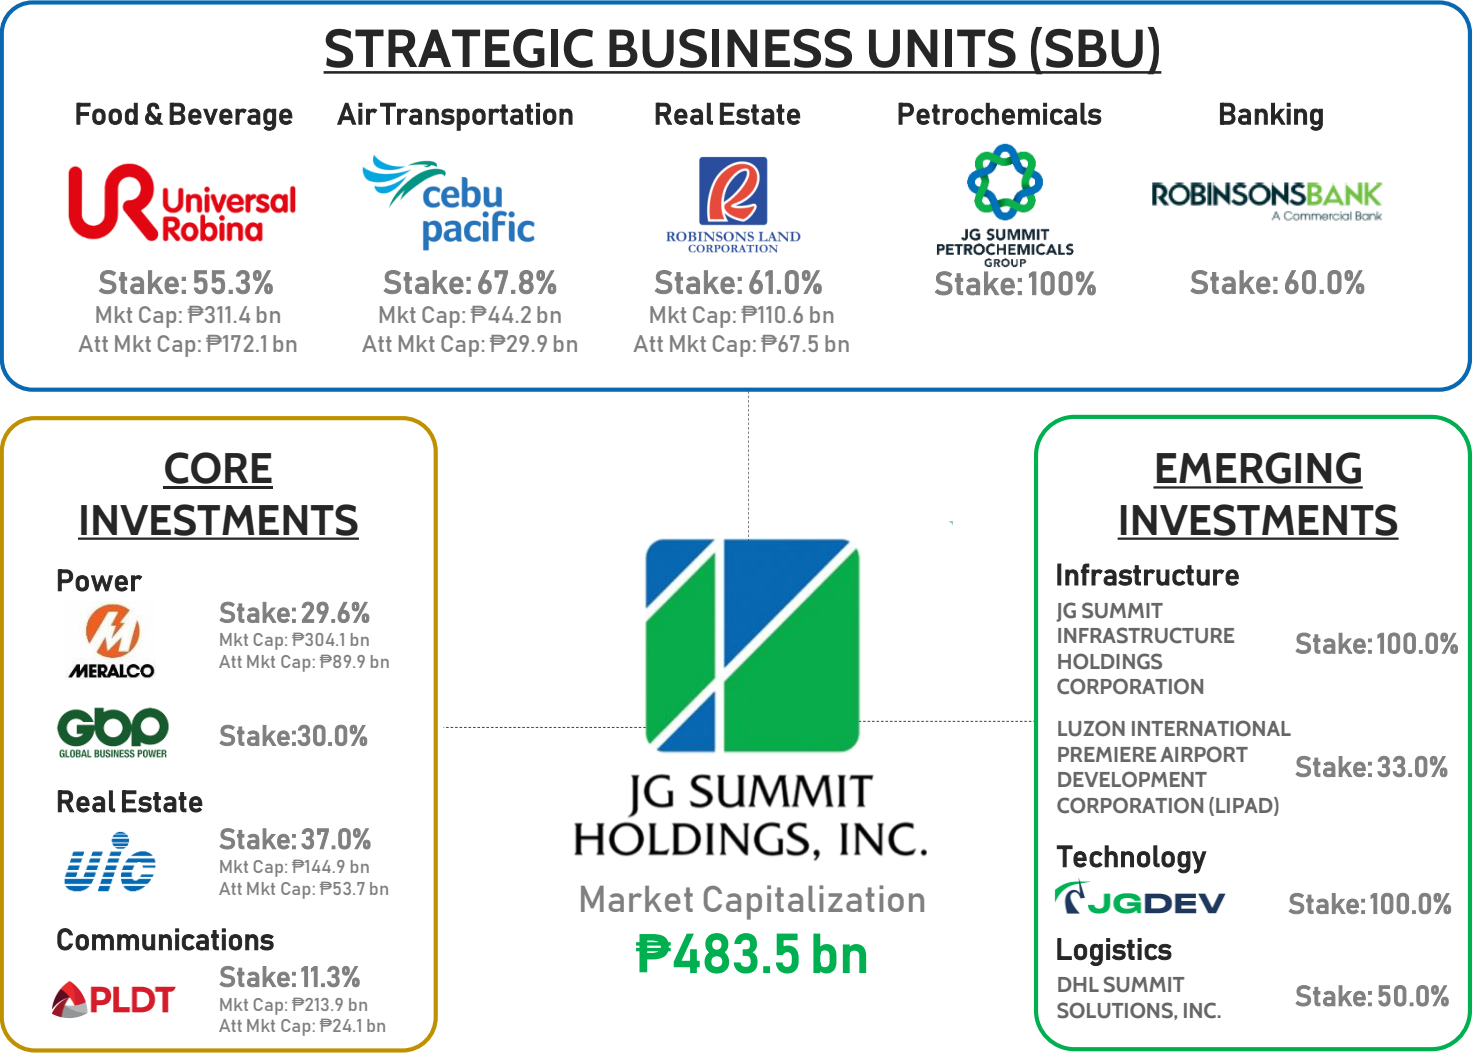 STRATEGIC BUSINESS UNITS (SBU)
Food & Beverage
Universal
Robina
Stake: 55.3%
Mkt Cap: ₱311.4 bn
Att Mkt Cap: ₱172.1 bn
Air Transportation
cebu
pacific
Stake: 67.8%
Mkt Cap: ₱44.2 bn
Att Mkt Cap: ₱29.9 bn
Real Estate
R
ROBINSONS LAND
CORPORATION
Stake: 61.0%
Mkt Cap: ₱110.6 bn
Att Mkt Cap: ₱67.5 bn
Petrochemicals
JG SUMMIT
PETROCHEMICALS
GROUP
Stake: 100%
Banking
ROBINSONSBANK
A Commercial Bank
Stake: 60.0%
CORE
INVESTMENTS
Power
MERALCO
Stake: 29.6%
Mkt Cap: ₱304.1 bn
Att Mkt Cap: ₱89.9 bn
Gbp
GLOBAL BUSINESS POWER
Stake:30.0%
Real Estate
uic
Stake: 37.0%
Mkt Cap: ₱144.9 bn
Att Mkt Cap: ₱53.7 bn
Communications
PLDT
Stake: 11.3%
Mkt Cap: ₱213.9 bn
Att Mkt Cap: ₱24.1 bn
JG SUMMIT
HOLDINGS, INC.
Market Capitalization
₱483.5 bn
EMERGING
INVESTMENTS
Infrastructure
JG SUMMIT
INFRASTRUCTURE
HOLDINGS
CORPORATION
Stake: 100.0%
LUZON INTERNATIONAL
PREMIERE AIRPORT
DEVELOPMENT
CORPORATION (LIPAD)
Stake: 33.0%
Technology
JGDEV
Stake: 100.0%
Logistics
DHL SUMMIT
SOLUTIONS, INC.
Stake: 50.0%